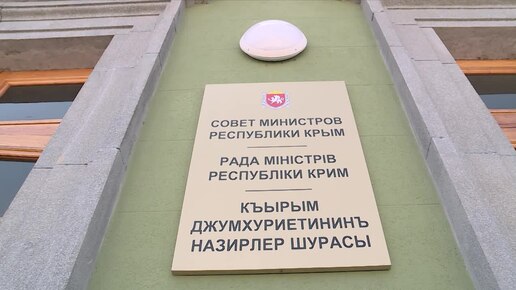 СОВЕТ МИНИСТРОВ
РЕСПУБЛИКИ КРЫМ
РАДА МІНІСТРІВ
РЕСПУБЛІКИ КРИМ
КЪЫРЫМ
ДЖУМХУРИЕТИНИНЪ
НАЗИРЛЕР ШУРАСЫ